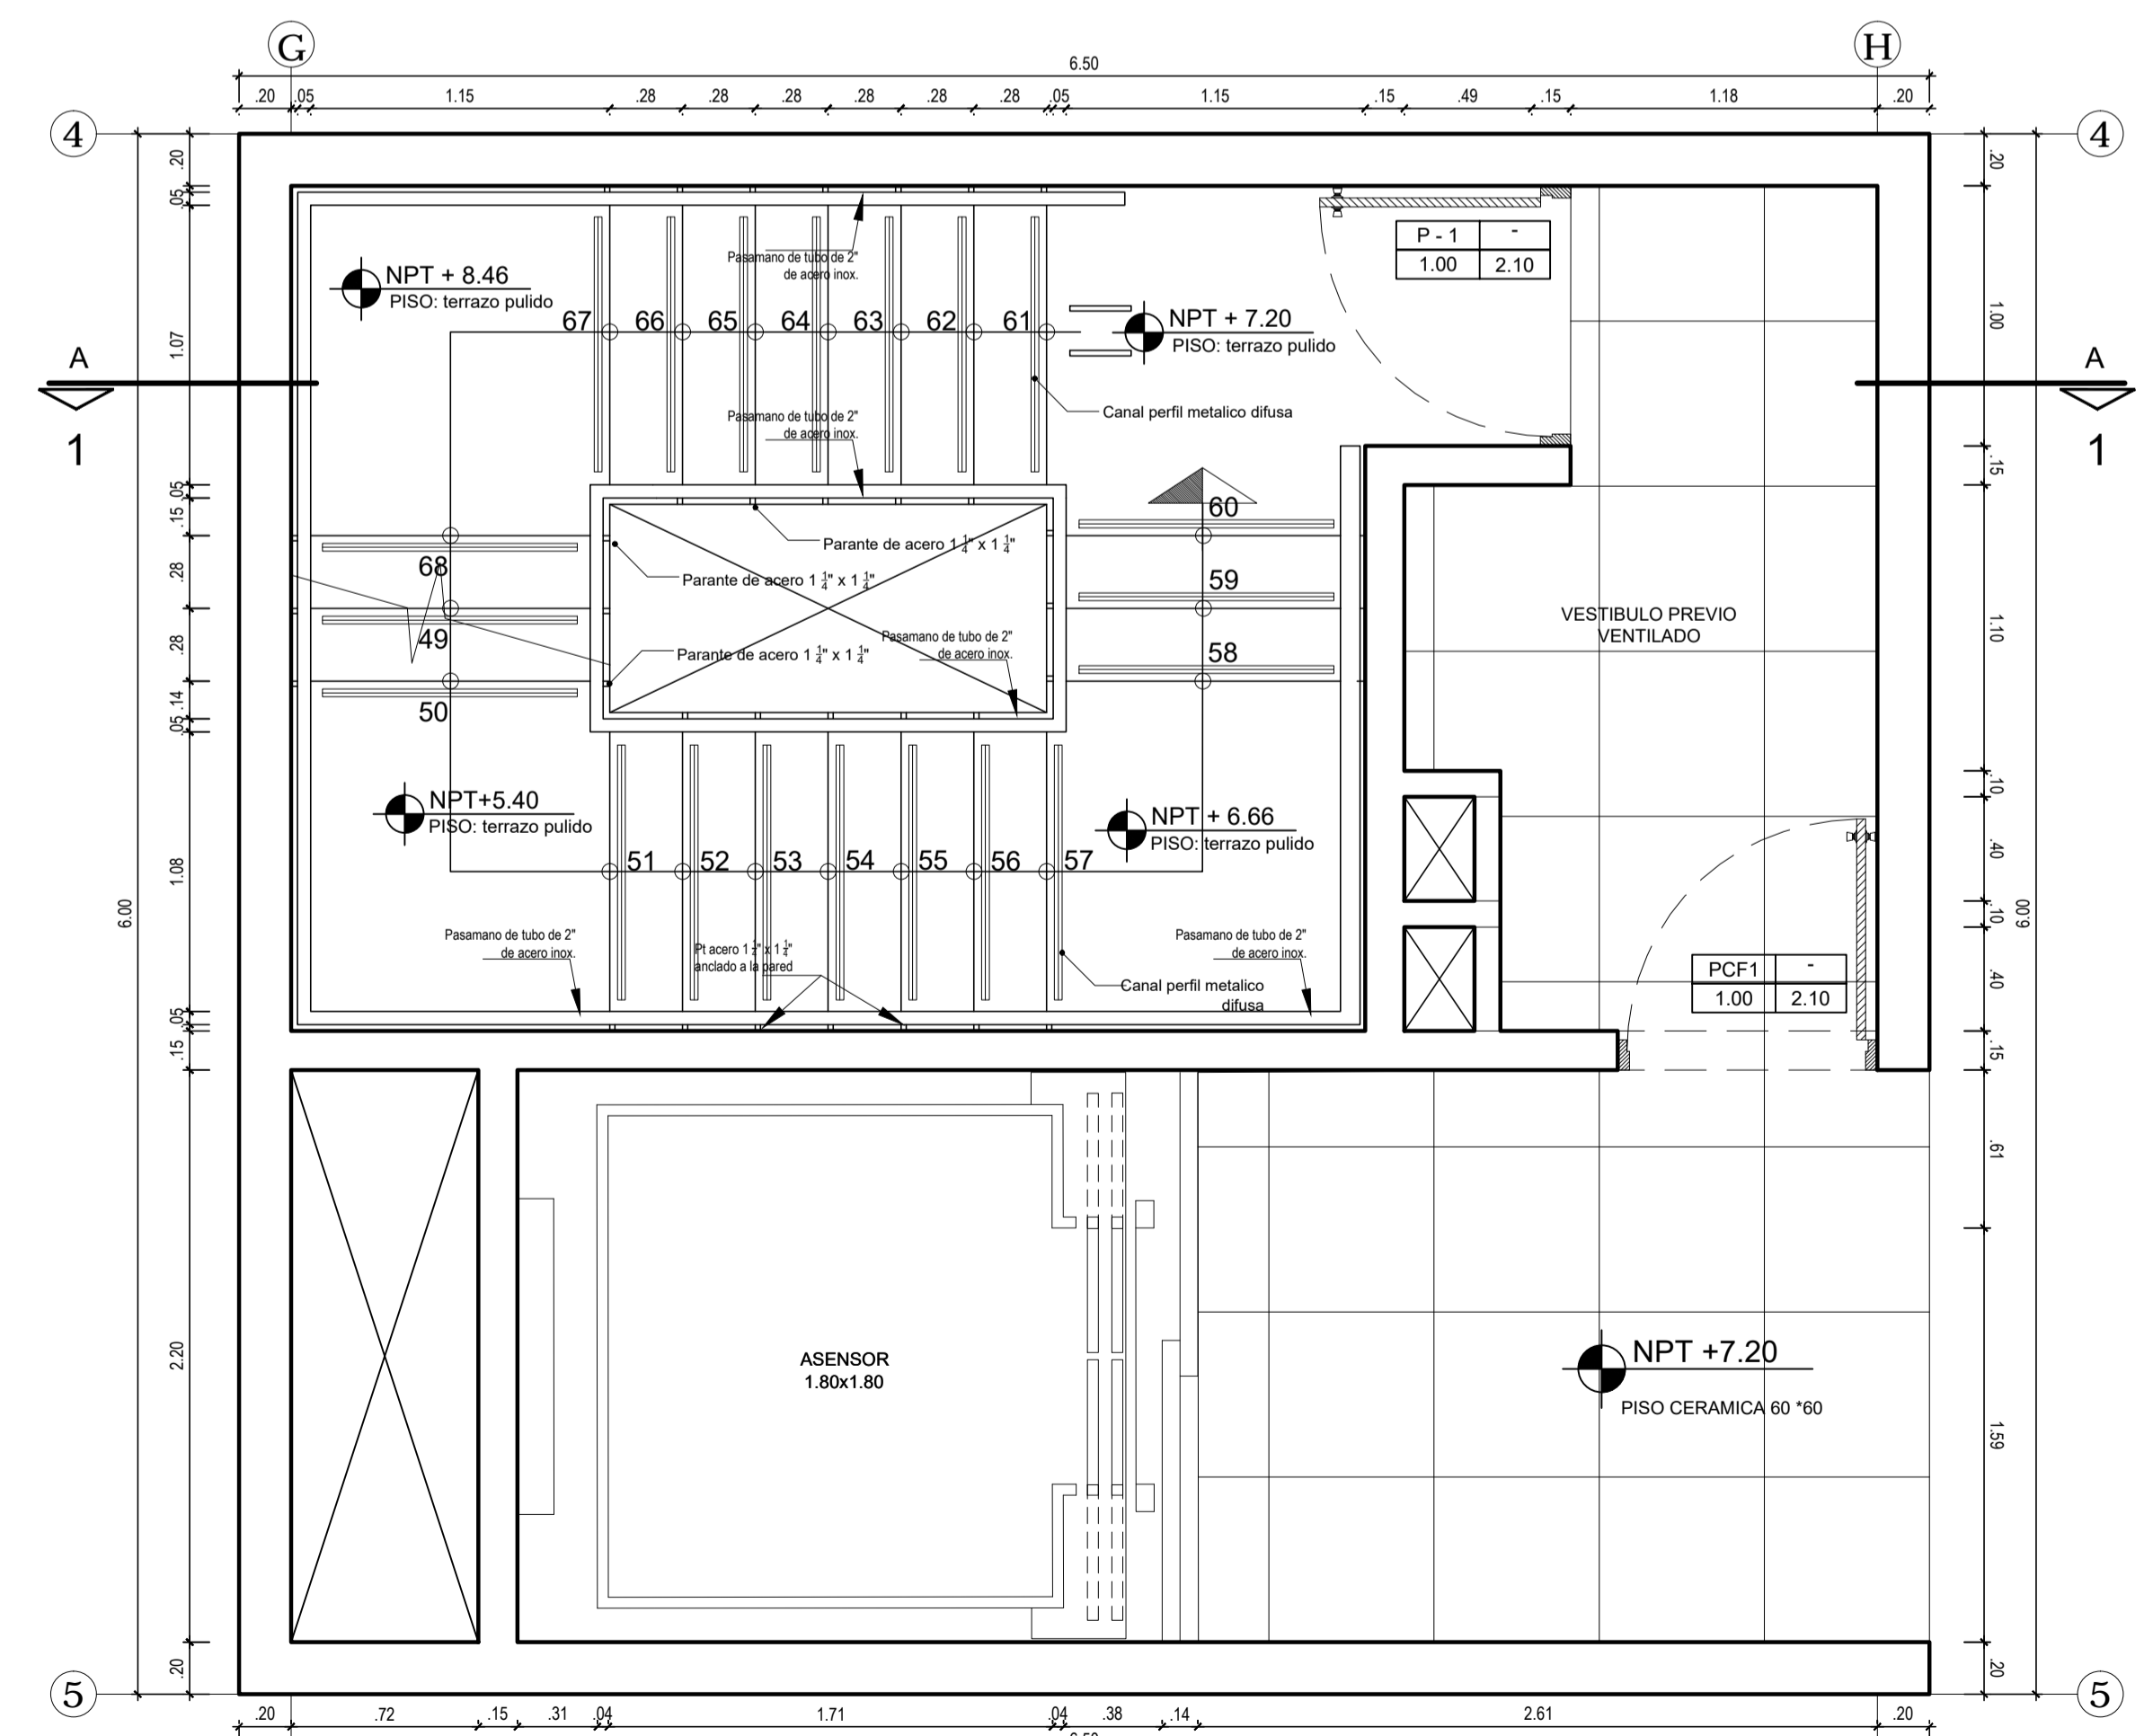 G
H
6.50
.20 .05 1.15 .28 .28 .28 .28 .28 .28 .05 1.15 .15 .49 .15 1.18 .20
4
4
.20
.05
1.07
.05
.15
.28
.28
.14
.05
1.08
.05
.15
2.20
.20
6.00
A
1
A
1
.20
1.00
.15
1.10
.10
.40
.10
.40
.15
.61
1.59
.20
6.00
NPT + 8.46
PISO: terrazo pulido
Pasamano de tubo de 2"
de acero inox.
P - 1 -
1.00 2.10
67 66 65 64 63 62 61
NPT + 7.20
PISO: terrazo pulido
Canal perfil metalico difusa
Pasamano de tubo de 2"
de acero inox.
60
59
58
Parante de acero 1 1/4" x 1 1/4"
Parante de acero 1 1/4" x 1 1/4"
Pasamano de tubo de 2"
de acero inox.
Parante de acero 1 1/4" x 1 1/4"
68
49
50
VESTIBULO PREVIO
VENTILADO
NPT+5.40
PISO: terrazo pulido
NPT + 6.66
PISO: terrazo pulido
51 52 53 54 55 56 57
Pasamano de tubo de 2"
de acero inox.
Pt acero 1 1/4" x 1 1/4"
anclado a la pared
Pasamano de tubo de 2"
de acero inox.
Canal perfil metalico
difusa
PCF1 -
1.00 2.10
ASENSOR
1.80x1.80
NPT +7.20
PISO CERAMICA 60 *60
5
5
.20 .72 .15 .31 .04 1.71 .04 .38 .14 2.61 .20